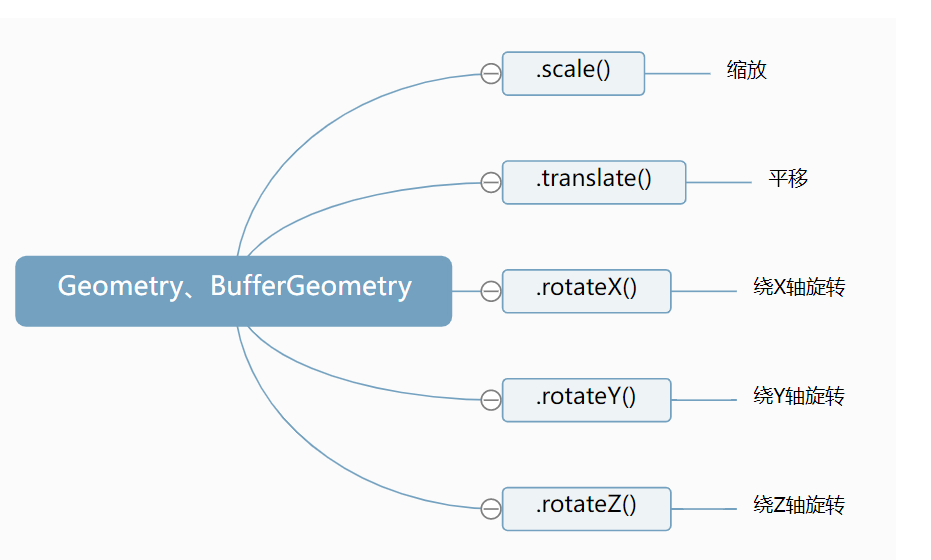 .scale() 缩放
.translate() 平移
Geometry、BufferGeometry .rotateX() 绕X轴旋转
.rotateY() 绕Y轴旋转
.rotateZ() 绕Z轴旋转